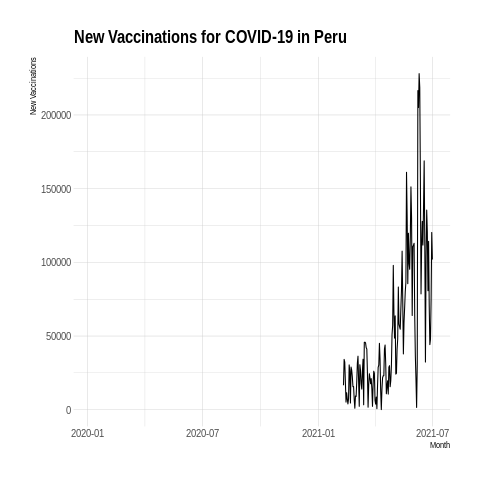 New Vaccinations for COVID-19 in Peru
New Vaccinations
200000
150000
100000
50000
0
2020-01 2020-07 2021-01 2021-07
Month